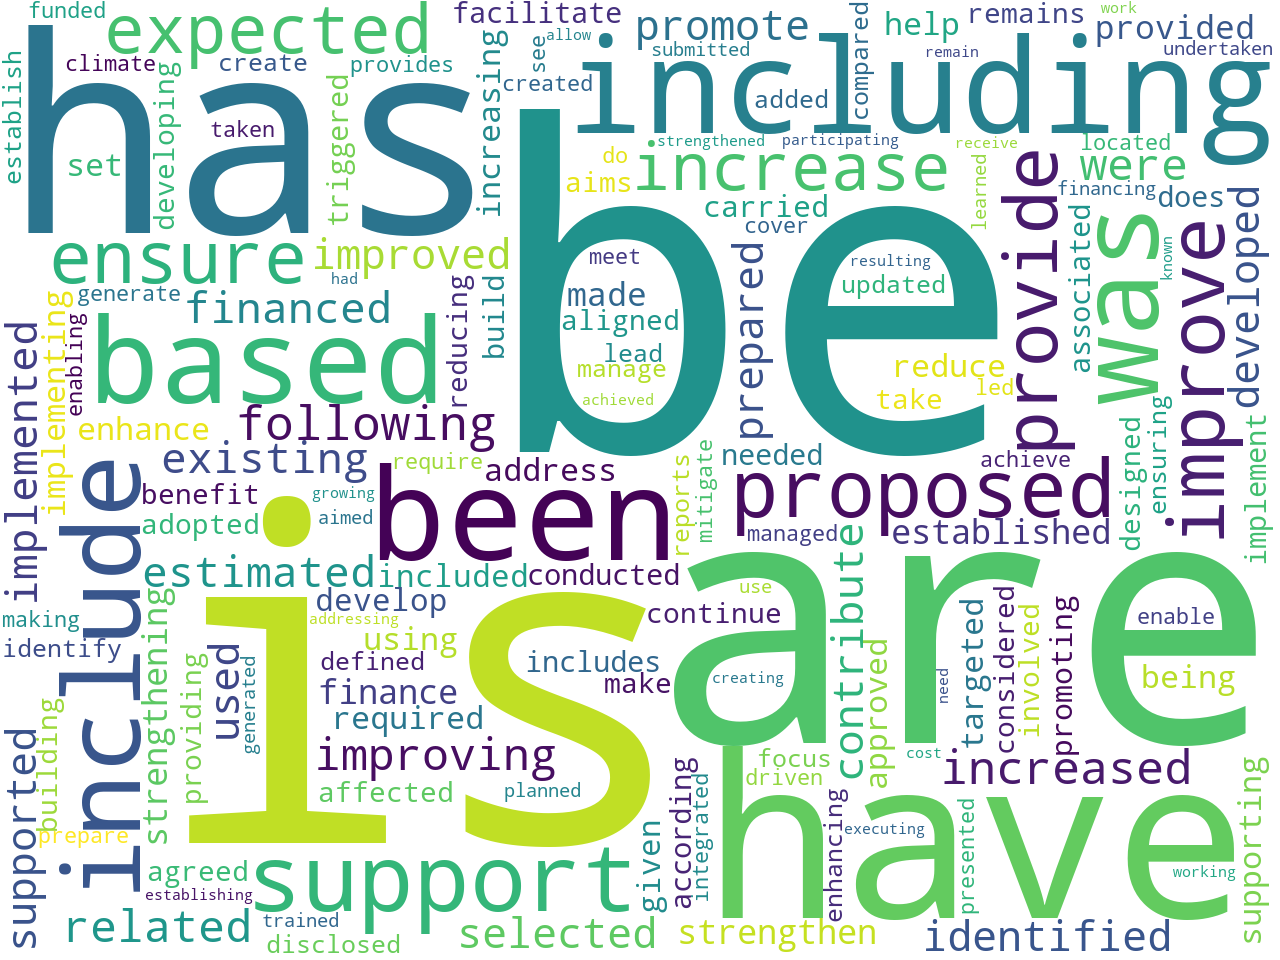 funded
expected
facilitate
promote
help
remains
work
provided
has
including
climate
create
provides
establish
developing
triggered
increasing
see
allow
created
submitted
remain
undertaken
compared
added
taken
set
be
strengthened
participating
receive
located
do
increase
were
aims
learned
financing
does
carried
cover
provide
associated
was
known
improve
developed
ensure
improved
had
meet
resulting
generate
financed
made
updated
aligned
build
reducing
prepared
based
lead
manage
reduce
led
take
achieved
implemented
implementing
enabling
enhance
following
existing
require
address
reports
mitigate
needed
achieve
designed
ensuring
implement
benefit
growing
been
proposed
adopted
aimed
managed
established
include
is
are
estimated
included
conducted
contribute
use
making
develop
addressing
continue
enable
identify
strengthening
using
used
generated
defined
includes
creating
need
targeted
considered
involved
promoting
being
finance
make
required
providing
approved
improving
cost
supported
building
affected
planned
focus
driven
increased
according
integrated
have
prepare
support
given
enhancing
executing
presented
supporting
agreed
working
establishing
related
trained
disclosed
selected
strengthen
identified